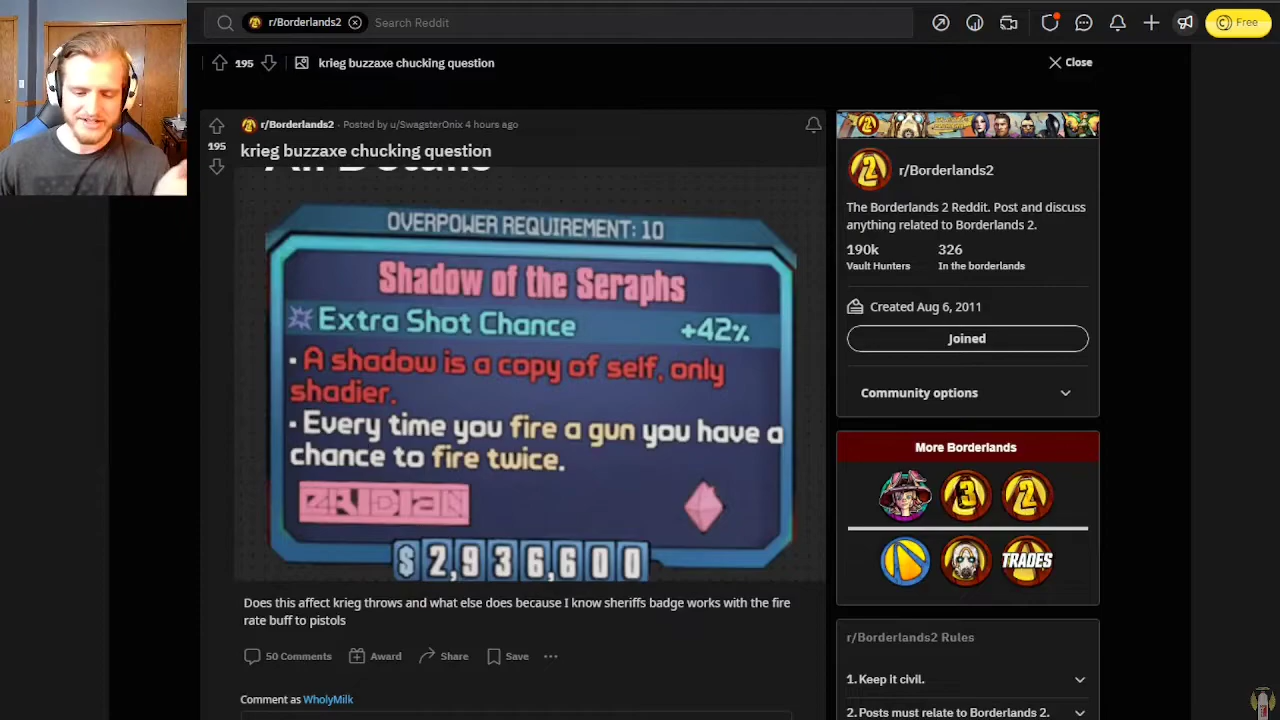 r/Borderlands2
Search Reddit
Free
195
krieg buzzaxe chucking question
Close
195
r/Borderlands2 · Posted by u/SwagsterOnix 4 hours ago
krieg buzzaxe chucking question
OVERPOWER REQUIREMENT: 10
Shadow of the Seraphs
Extra Shot Chance +42%
▪ A shadow is a copy of self, only
shadier.
▪ Every time you fire a gun you have a
chance to fire twice.
ERIDIAN
$ 2,936,600
Does this affect krieg throws and what else does because I know sheriffs badge works with the fire
rate buff to pistols
50 Comments
Award
Share
Save
Comment as WholyMilk
r/Borderlands2
The Borderlands 2 Reddit. Post and discuss
anything related to Borderlands 2.
190k 326
Vault Hunters In the borderlands
Created Aug 6, 2011
Joined
Community options
More Borderlands
3
2
TRADES
r/Borderlands2 Rules
1. Keep it civil.
2. Posts must relate to Borderlands 2.